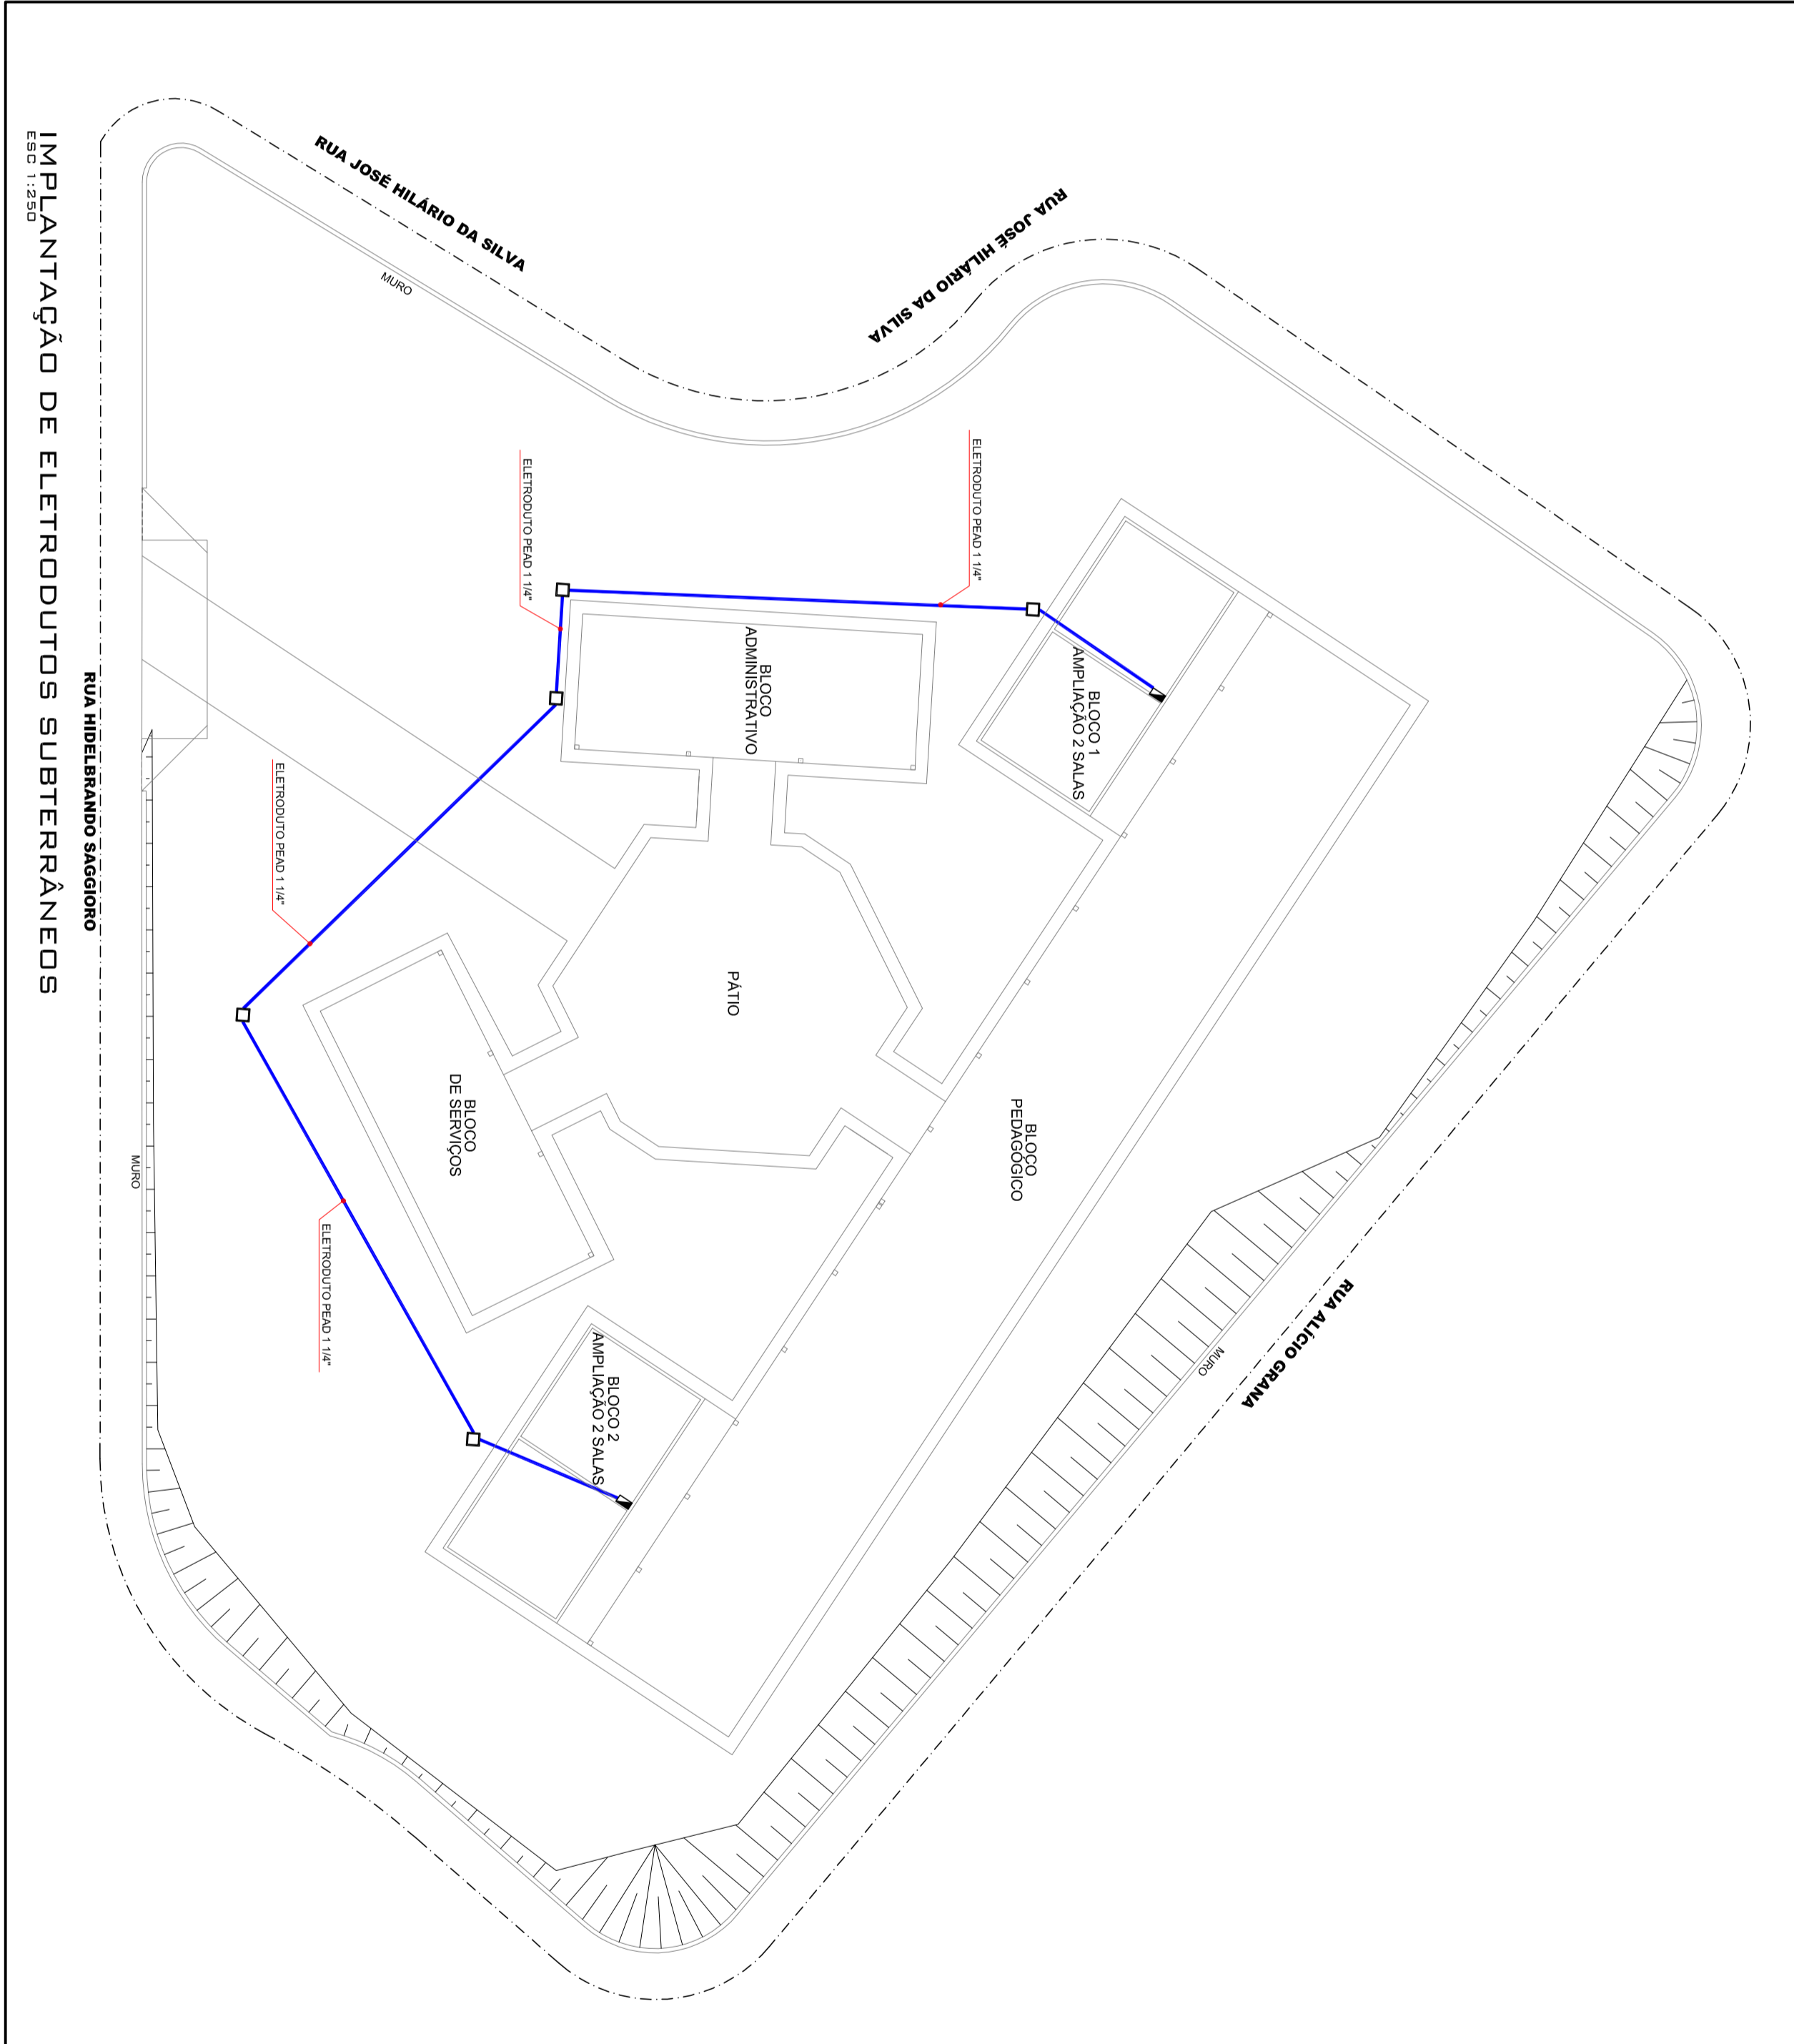 IMPLANTAÇÃO DE ELETRODUTOS SUBTERRÂNEOS
ESC 1:250
RUA JOSÉ HILÁRIO DA SILVA
MURO
RUA JOSÉ HILÁRIO DA SILVA
ELETRODUTO PEAD 1 1/4"
ELETRODUTO PEAD 1 1/4"
BLOCO
ADMINISTRATIVO
BLOCO 1
AMPLIAÇÃO 2 SALAS
RUA HIDELBRANDO SAGGIORO
ELETRODUTO PEAD 1 1/4"
PÁTIO
BLOCO
DE SERVIÇOS
BLOCO
PEDAGÓGICO
MURO
ELETRODUTO PEAD 1 1/4"
BLOCO 2
AMPLIAÇÃO 2 SALAS
RUA ALÍCIO GRANA
MURO